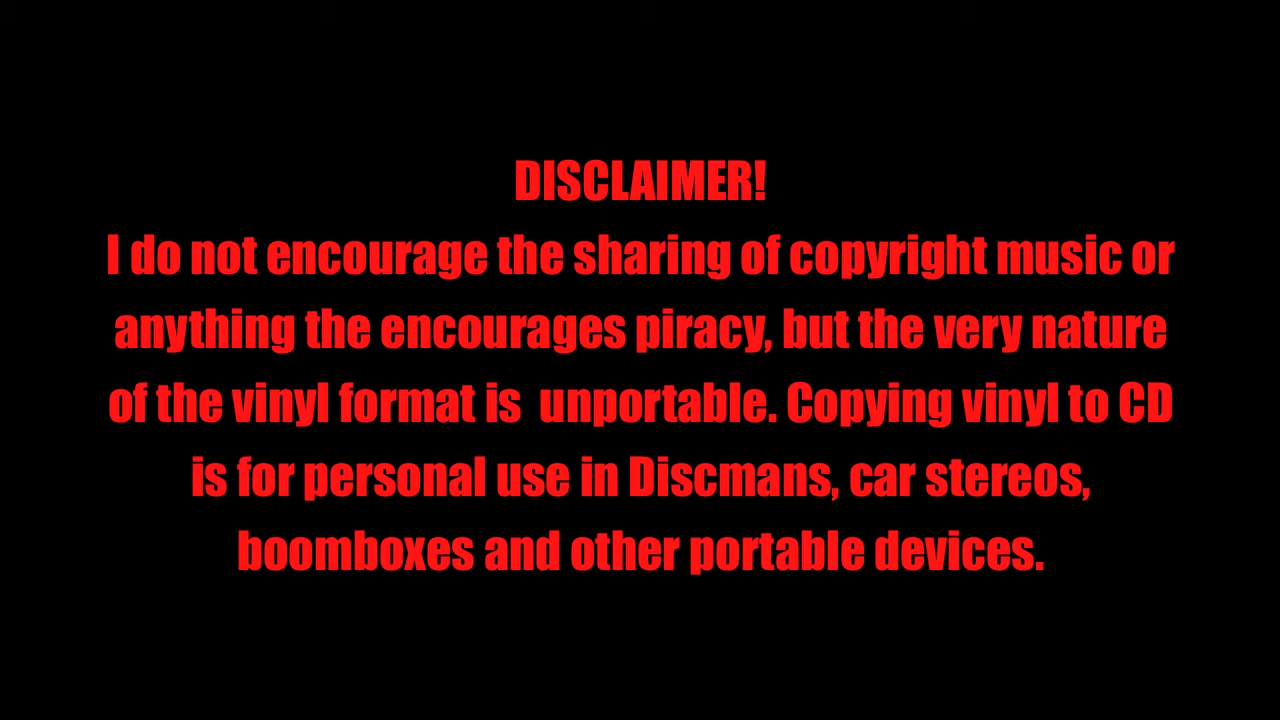 DISCLAIMER!
I do not encourage the sharing of copyright music or
anything the encourages piracy, but the very nature
of the vinyl format is  unportable. Copying vinyl to CD
is for personal use in Discmans, car stereos,
boomboxes and other portable devices.